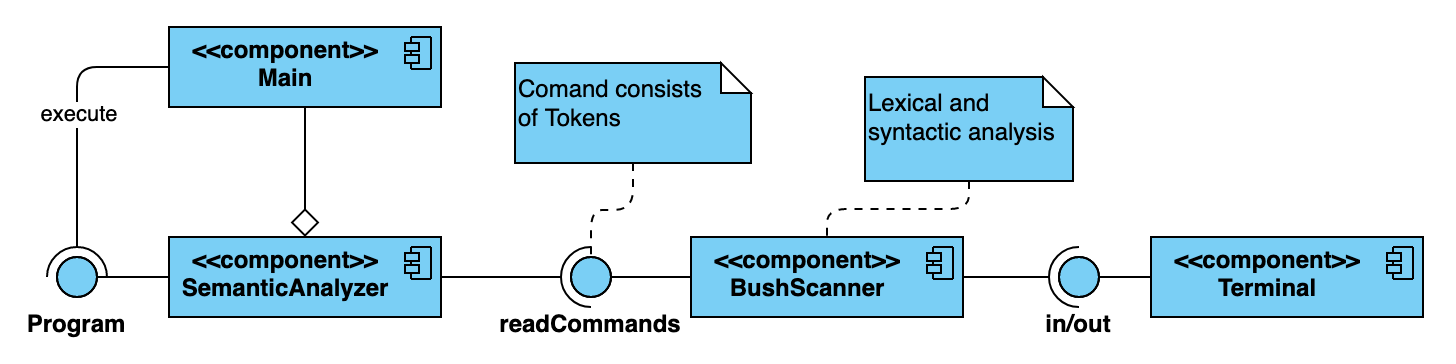 <<component>>
Main
execute
Comand consists
of Tokens
Lexical and
syntactic analysis
<<component>>
SemanticAnalyzer
<<component>>
BushScanner
<<component>>
Terminal
Program
readCommands
in/out